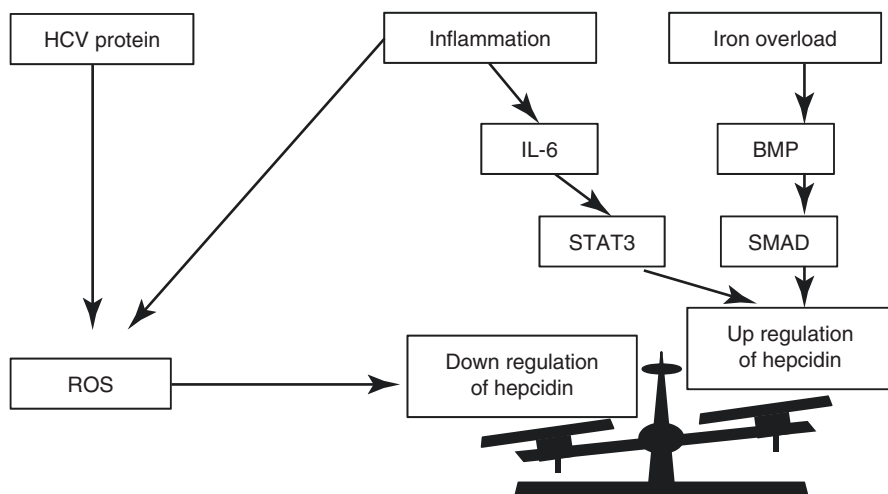 HCV protein
Inflammation
Iron overload
IL-6
BMP
STAT3
SMAD
ROS
Down regulation
of hepcidin
Up regulation
of hepcidin